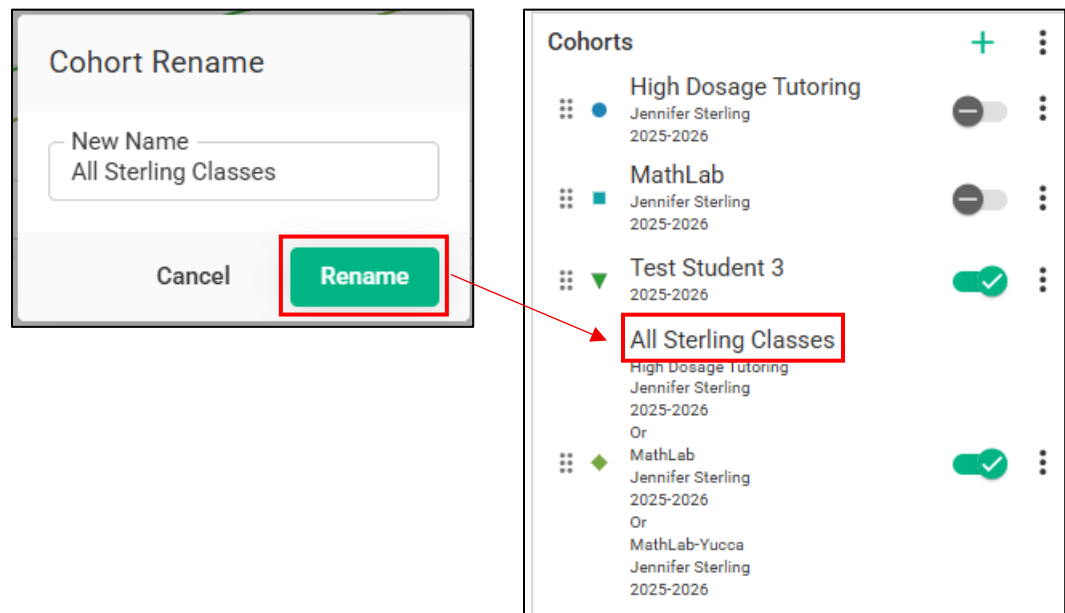 Cohort Rename
New Name
All Sterling Classes
Cancel
Rename
Cohorts
High Dosage Tutoring
Jennifer Sterling
2025-2026
MathLab
Jennifer Sterling
2025-2026
Test Student 3
2025-2026
All Sterling Classes
High Dosage Tutoring
Jennifer Sterling
2025-2026
Or
MathLab
Jennifer Sterling
2025-2026
Or
MathLab-Yucca
Jennifer Sterling
2025-2026